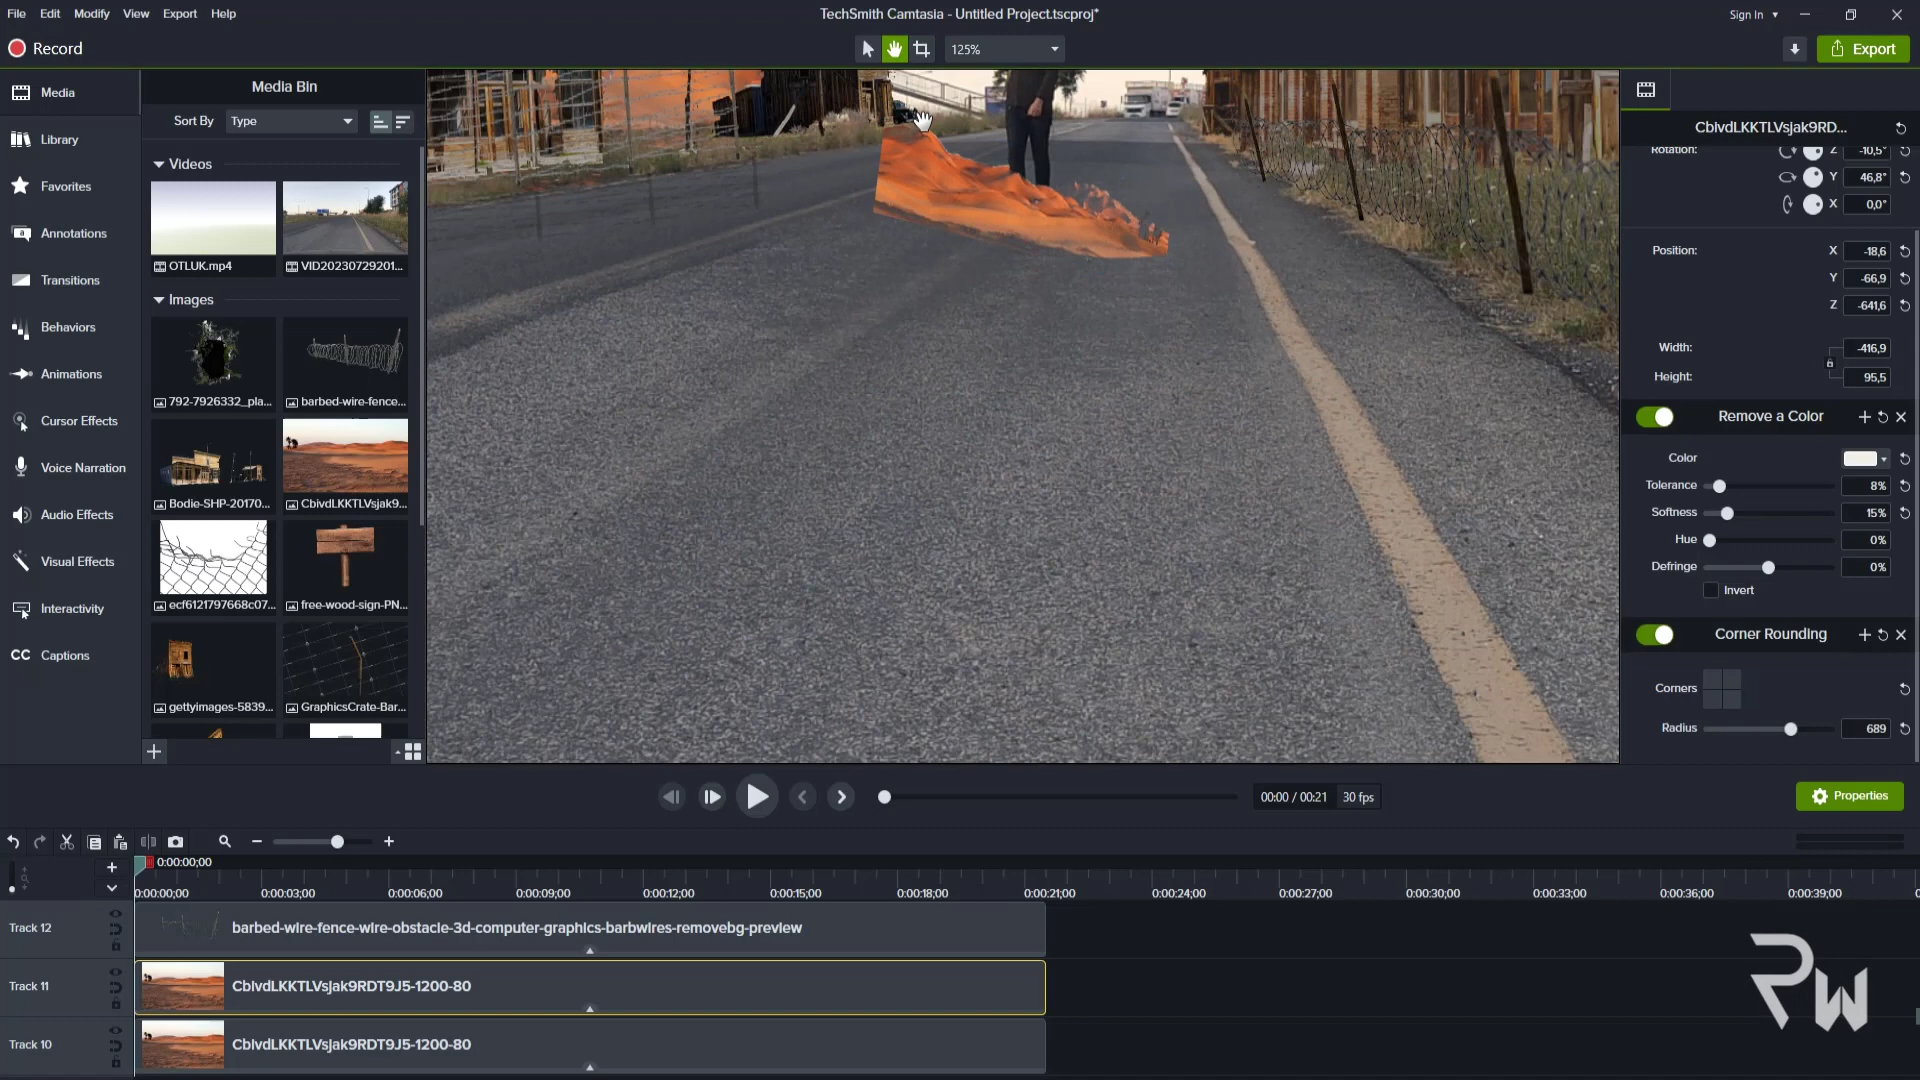 File Edit Modify View Export Help
TechSmith Camtasia - Untitled Project.tscproj*
Sign In
Record
125%
Export
Media
Library
Favorites
Annotations
Transitions
Behaviors
Animations
Cursor Effects
Voice Narration
Audio Effects
Visual Effects
Interactivity
CC Captions
Media Bin
Sort By Type
Videos
OTLUK.mp4 VID20230729201...
Images
792-7926332_pla... barbed-wire-fence...
Bodie-SHP-20170... CbivdLKKTLVsjak9...
ecf6121797668c07... free-wood-sign-PN...
gettyimages-5839... GraphicsCrate-Bar...
CbivdLKKTLVsjak9RD...
Rotation: Z -10,5°
Y 46,8°
X 0,0°
Position: X -18,6
Y -66,9
Z -641,6
Width: -416,9
Height: 95,5
Remove a Color
Color
Tolerance 8%
Softness 15%
Hue 0%
Defringe 0%
Invert
Corner Rounding
Corners
Radius 689
00:00 / 00:21 30 fps
Properties
0:00:00;00
0:00:00;00 0:00:03;00 0:00:06;00 0:00:09;00 0:00:12;00 0:00:15;00 0:00:18;00 0:00:21;00 0:00:24;00 0:00:27;00 0:00:30;00 0:00:33;00 0:00:36;00 0:00:39;00
Track 12 barbed-wire-fence-wire-obstacle-3d-computer-graphics-barbwires-removebg-preview
Track 11 CbivdLKKTLVsjak9RDT9J5-1200-80
Track 10 CbivdLKKTLVsjak9RDT9J5-1200-80
RW